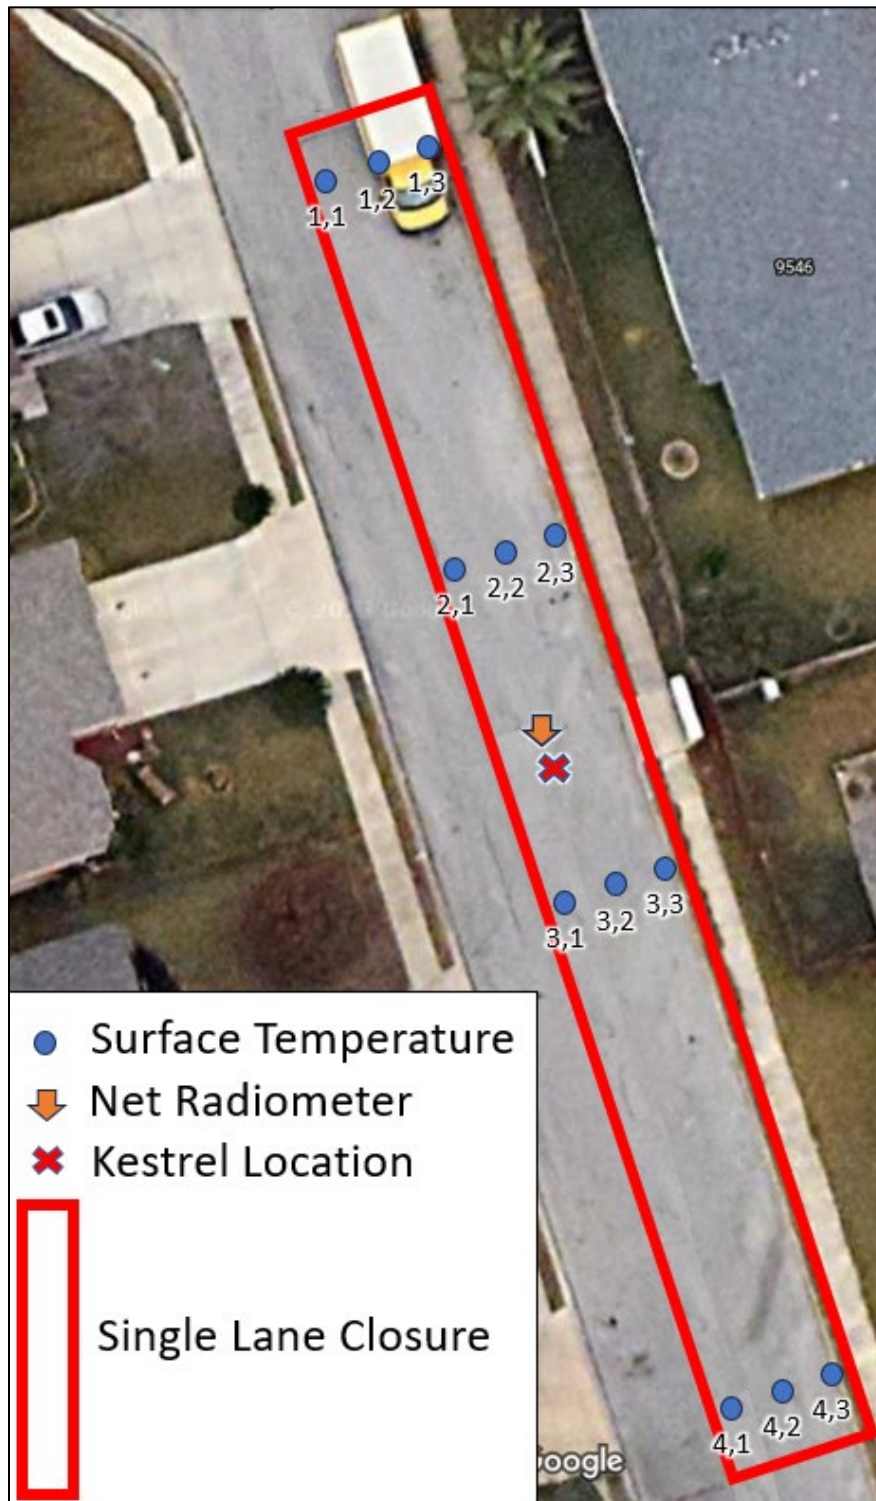 1,1
1,2
1,3
9546
2,1
2,2
2,3
3,1
3,2
3,3
Surface Temperature
Net Radiometer
Kestrel Location
Single Lane Closure
4,1
4,2
4,3
Google